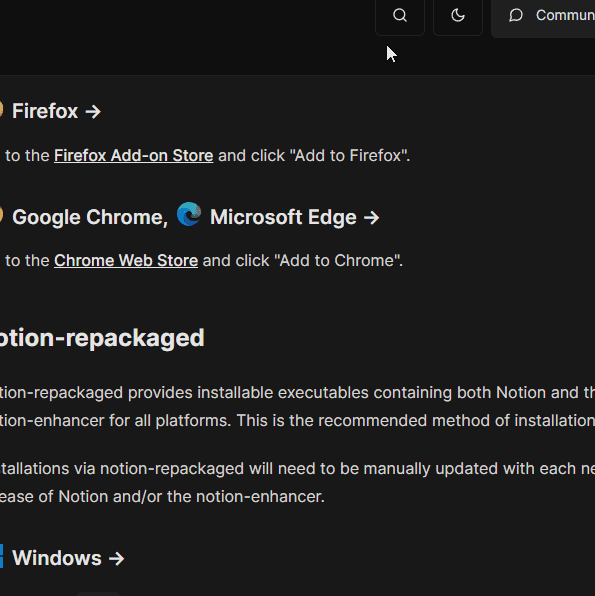 Commun
Firefox →
to the Firefox Add-on Store and click "Add to Firefox".
Google Chrome, Microsoft Edge →
to the Chrome Web Store and click "Add to Chrome".
otion-repackaged
tion-repackaged provides installable executables containing both Notion and th
tion-enhancer for all platforms. This is the recommended method of installation
tallations via notion-repackaged will need to be manually updated with each ne
ease of Notion and/or the notion-enhancer.
Windows →